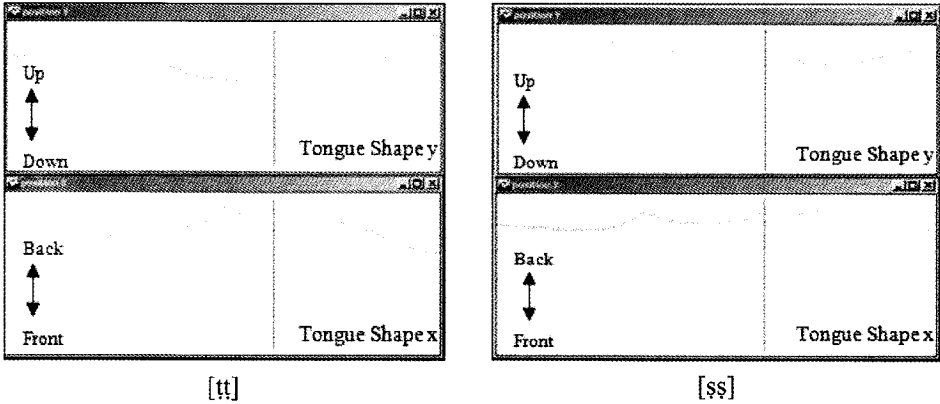 Up
Down
Tongue Shape y
Back
Front
Tongue Shape x
[ṭṭ]
Up
Down
Tongue Shape y
Back
Front
Tongue Shape x
[ṣṣ]